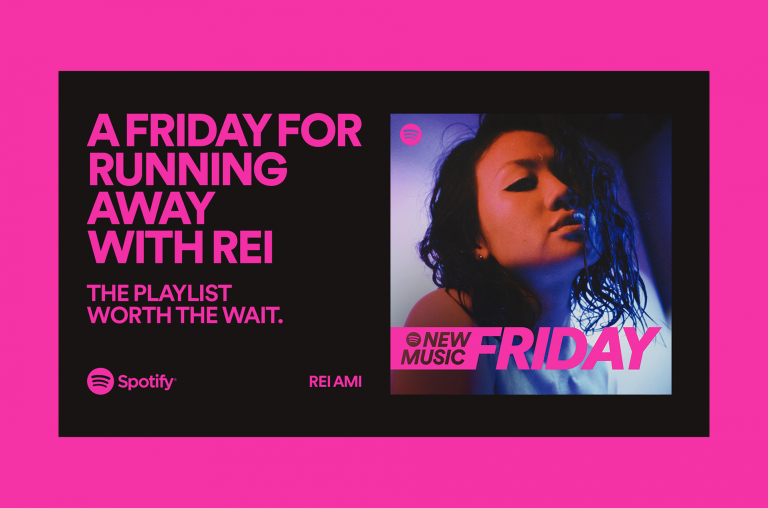 A FRIDAY FOR
RUNNING
AWAY
WITH REI
THE PLAYLIST
WORTH THE WAIT.
Spotify®
REI AMI
NEW
MUSIC
FRIDAY